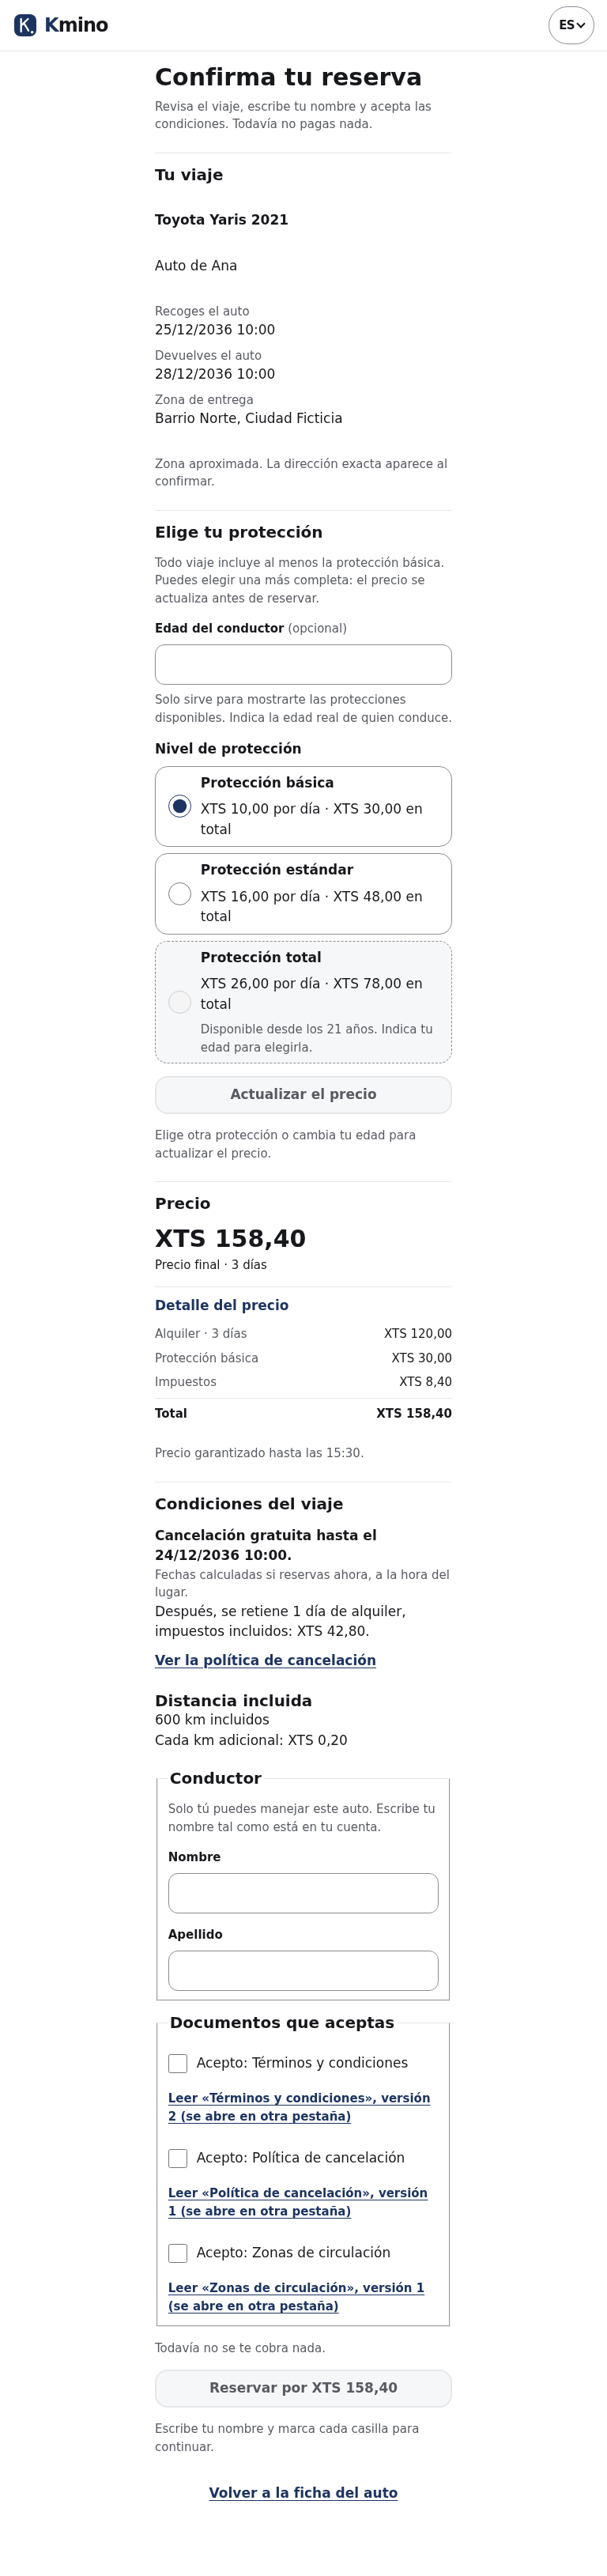 Kmino
ES
Confirma tu reserva
Revisa el viaje, escribe tu nombre y acepta las
condiciones. Todavía no pagas nada.
Tu viaje
Toyota Yaris 2021
Auto de Ana
Recoges el auto
25/12/2036 10:00
Devuelves el auto
28/12/2036 10:00
Zona de entrega
Barrio Norte, Ciudad Ficticia
Zona aproximada. La dirección exacta aparece al
confirmar.
Elige tu protección
Todo viaje incluye al menos la protección básica.
Puedes elegir una más completa: el precio se
actualiza antes de reservar.
Edad del conductor (opcional)
Solo sirve para mostrarte las protecciones
disponibles. Indica la edad real de quien conduce.
Nivel de protección
Protección básica
XTS 10,00 por día · XTS 30,00 en
total
Protección estándar
XTS 16,00 por día · XTS 48,00 en
total
Protección total
XTS 26,00 por día · XTS 78,00 en
total
Disponible desde los 21 años. Indica tu
edad para elegirla.
Actualizar el precio
Elige otra protección o cambia tu edad para
actualizar el precio.
Precio
XTS 158,40
Precio final · 3 días
Detalle del precio
Alquiler · 3 días XTS 120,00
Protección básica XTS 30,00
Impuestos XTS 8,40
Total XTS 158,40
Precio garantizado hasta las 15:30.
Condiciones del viaje
Cancelación gratuita hasta el
24/12/2036 10:00.
Fechas calculadas si reservas ahora, a la hora del
lugar.
Después, se retiene 1 día de alquiler,
impuestos incluidos: XTS 42,80.
Ver la política de cancelación
Distancia incluida
600 km incluidos
Cada km adicional: XTS 0,20
Conductor
Solo tú puedes manejar este auto. Escribe tu
nombre tal como está en tu cuenta.
Nombre
Apellido
Documentos que aceptas
Acepto: Términos y condiciones
Leer «Términos y condiciones», versión
2 (se abre en otra pestaña)
Acepto: Política de cancelación
Leer «Política de cancelación», versión
1 (se abre en otra pestaña)
Acepto: Zonas de circulación
Leer «Zonas de circulación», versión 1
(se abre en otra pestaña)
Todavía no se te cobra nada.
Reservar por XTS 158,40
Escribe tu nombre y marca cada casilla para
continuar.
Volver a la ficha del auto